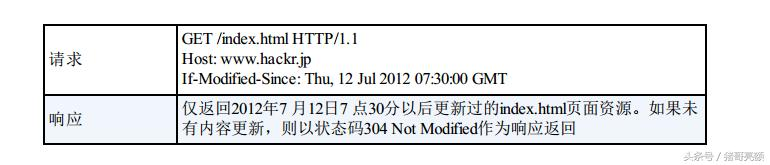 请求
GET /index.html HTTP/1.1
Host: www.hackr.jp
If-Modified-Since: Thu, 12 Jul 2012 07:30:00 GMT
响应
仅返回2012年7月12日7点30分以后更新过的index.html页面资源。如果未
有内容更新，则以状态码304 Not Modified作为响应返回
头条号/猪哥亮额